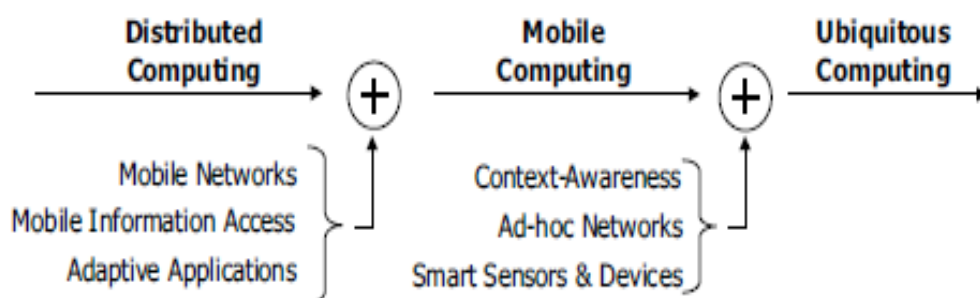 Distributed
Computing
Mobile
Computing
Ubiquitous
Computing
+
+
Mobile Networks
Mobile Information Access
Adaptive Applications
Context-Awareness
Ad-hoc Networks
Smart Sensors & Devices